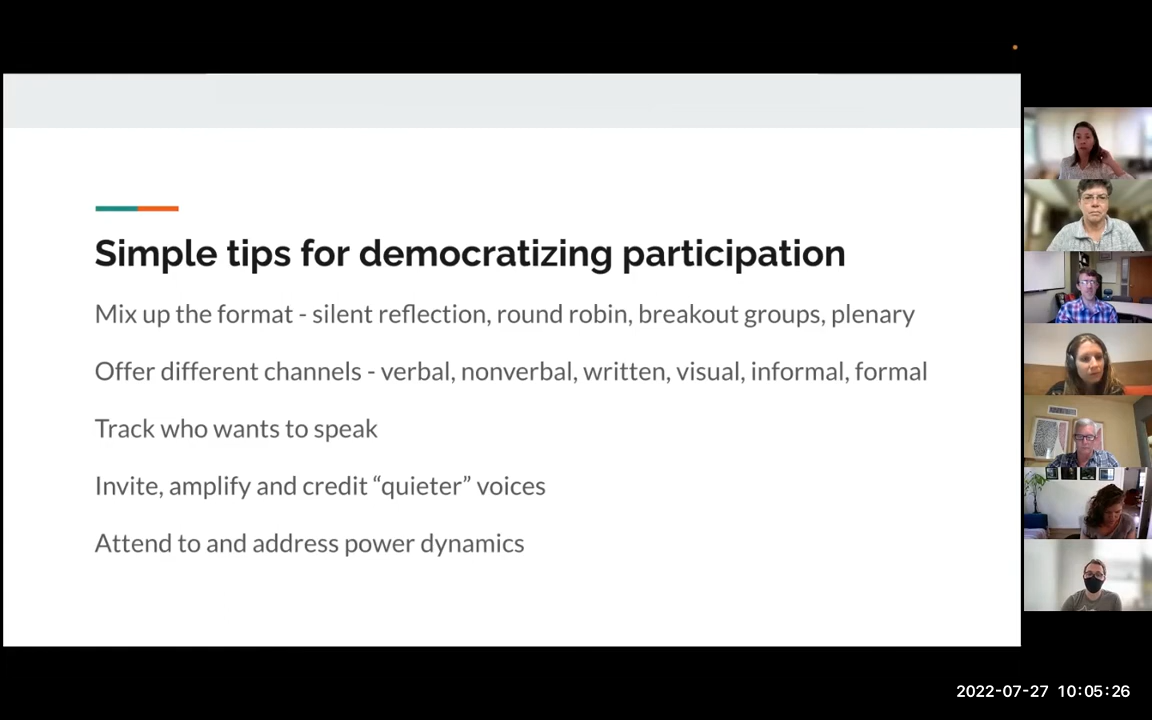 Simple tips for democratizing participation
Mix up the format - silent reflection, round robin, breakout groups, plenary
Offer different channels - verbal, nonverbal, written, visual, informal, formal
Track who wants to speak
Invite, amplify and credit “quieter” voices
Attend to and address power dynamics
2022-07-27 10:05:26